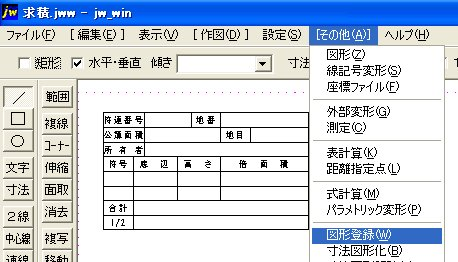 求積.jww - jw_win
ファイル(F) [編集(E)] 表示(V) [作図(D)] 設定(S) [その他(A)] ヘルプ(H)
矩形 水平・垂直 傾き 寸法
範囲
複線
コーナー
文字 伸縮
寸法 面取
2線 消去
中心線 複写
連線 移動
地番
公簿面積 地目
所有者
符号 底辺 高さ 倍面積
合計
1/2
図形(Z)
線記号変形(S)
座標ファイル(F)
外部変形(G)
測定(C)
表計算(K)
距離指定点(L)
式計算(M)
パラメトリック変形(P)
図形登録(W)
寸法図形化(B)